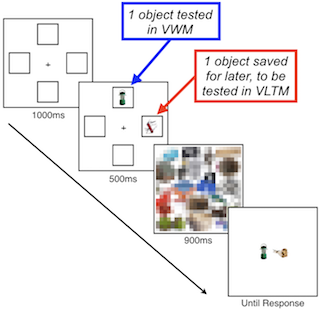 1 object tested
in VWM
1 object saved
for later, to be
tested in VLTM
1000ms
500ms
900ms
Until Response